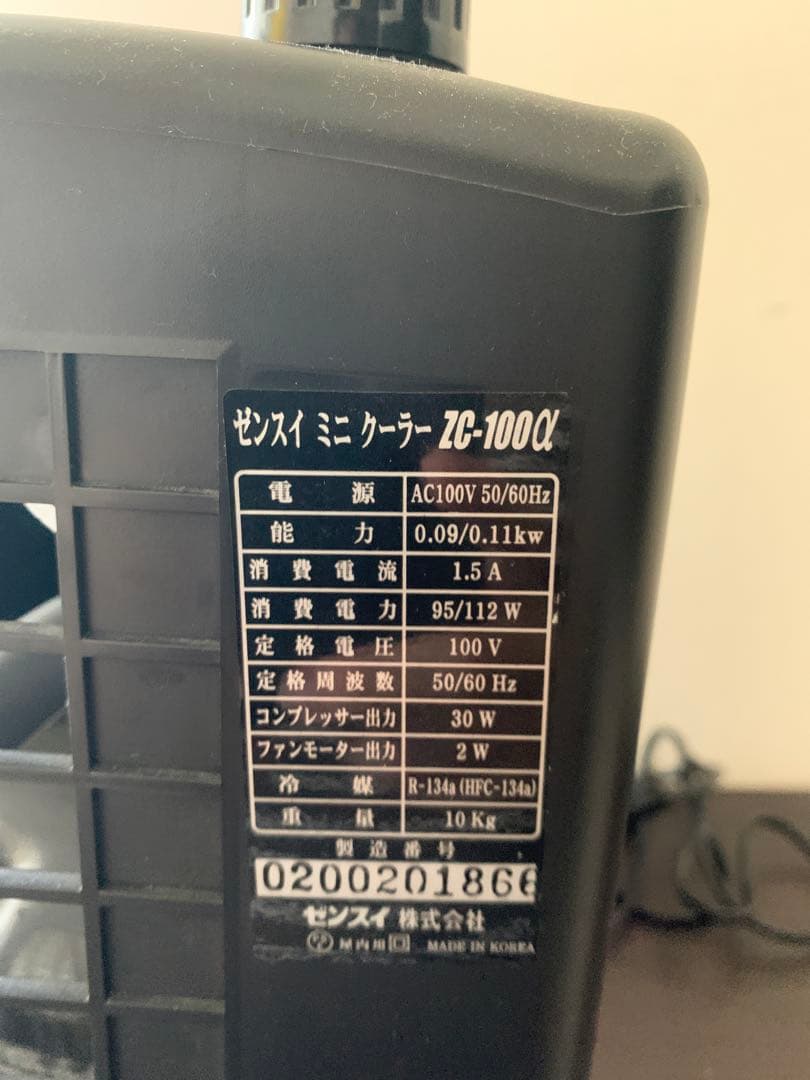 ゼンスイ ミニ クーラー ZC-100α
電源 AC100V 50/60Hz
能力 0.09/0.11kw
消費電流 1.5 A
消費電力 95/112 W
定格電圧 100 V
定格周波数 50/60 Hz
コンプレッサー出力 30 W
ファンモーター出力 2 W
冷媒 R-134a (HFC-134a)
重量 10 Kg
製造番号
0200201866
ゼンスイ 株式会社
屋内用 MADE IN KOREA